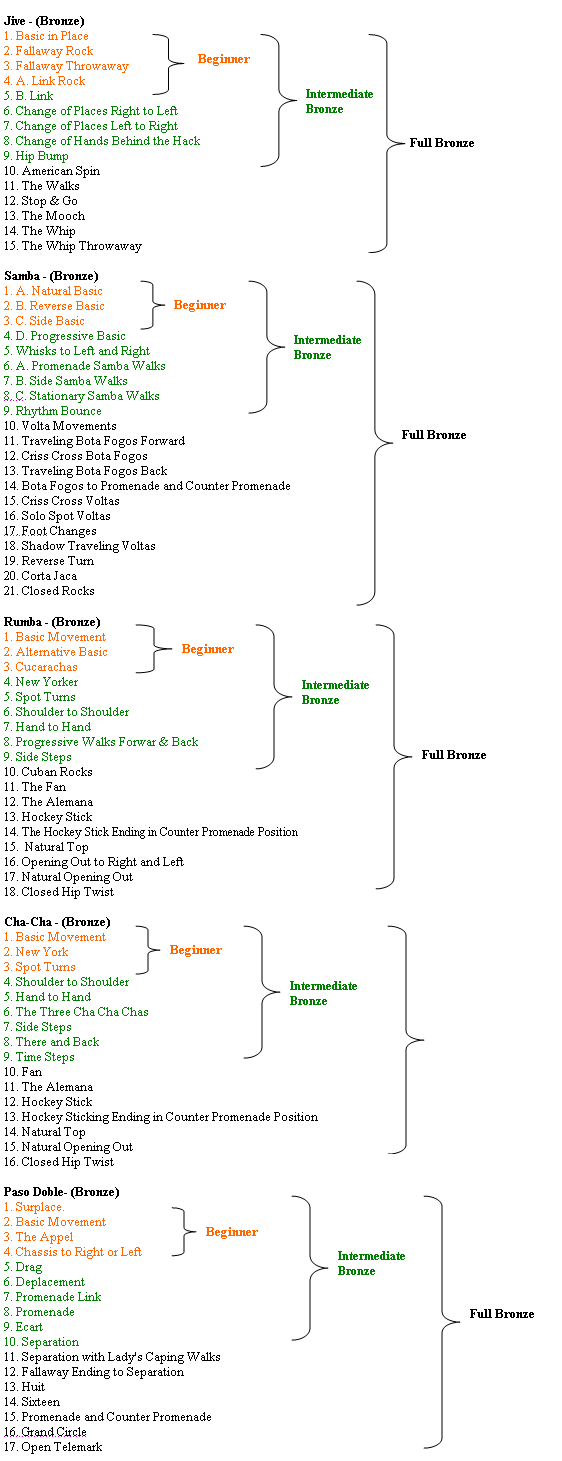 Jive - (Bronze)
1. Basic in Place
2. Fallaway Rock
3. Fallaway Throwaway
4. A. Link Rock
5. B. Link
6. Change of Places Right to Left
7. Change of Places Left to Right
8. Change of Hands Behind the Hack
9. Hip Bump
10. American Spin
11. The Walks
12. Stop & Go
13. The Mooch
14. The Whip
15. The Whip Throwaway
Beginner
Intermediate
Bronze
Full Bronze
Samba - (Bronze)
1. A. Natural Basic
2. B. Reverse Basic
3. C. Side Basic
4. D. Progressive Basic
5. Whisks to Left and Right
6. A. Promenade Samba Walks
7. B. Side Samba Walks
8. C. Stationary Samba Walks
9. Rhythm Bounce
10. Volta Movements
11. Traveling Bota Fogos Forward
12. Criss Cross Bota Fogos
13. Traveling Bota Fogos Back
14. Bota Fogos to Promenade and Counter Promenade
15. Criss Cross Voltas
16. Solo Spot Voltas
17. Foot Changes
18. Shadow Traveling Voltas
19. Reverse Turn
20. Corta Jaca
21. Closed Rocks
Beginner
Intermediate
Bronze
Full Bronze
Rumba - (Bronze)
1. Basic Movement
2. Alternative Basic
3. Cucarachas
4. New Yorker
5. Spot Turns
6. Shoulder to Shoulder
7. Hand to Hand
8. Progressive Walks Forwar & Back
9. Side Steps
10. Cuban Rocks
11. The Fan
12. The Alemana
13. Hockey Stick
14. The Hockey Stick Ending in Counter Promenade Position
15. Natural Top
16. Opening Out to Right and Left
17. Natural Opening Out
18. Closed Hip Twist
Beginner
Intermediate
Bronze
Full Bronze
Cha-Cha - (Bronze)
1. Basic Movement
2. New York
3. Spot Turns
4. Shoulder to Shoulder
5. Hand to Hand
6. The Three Cha Cha Chas
7. Side Steps
8. There and Back
9. Time Steps
10. Fan
11. The Alemana
12. Hockey Stick
13. Hockey Sticking Ending in Counter Promenade Position
14. Natural Top
15. Natural Opening Out
16. Closed Hip Twist
Beginner
Intermediate
Bronze
Paso Doble- (Bronze)
1. Surplace.
2. Basic Movement
3. The Appel
4. Chassis to Right or Left
5. Drag
6. Deplacement
7. Promenade Link
8. Promenade
9. Ecart
10. Separation
11. Separation with Lady's Caping Walks
12. Fallaway Ending to Separation
13. Huit
14. Sixteen
15. Promenade and Counter Promenade
16. Grand Circle
17. Open Telemark
Beginner
Intermediate
Bronze
Full Bronze